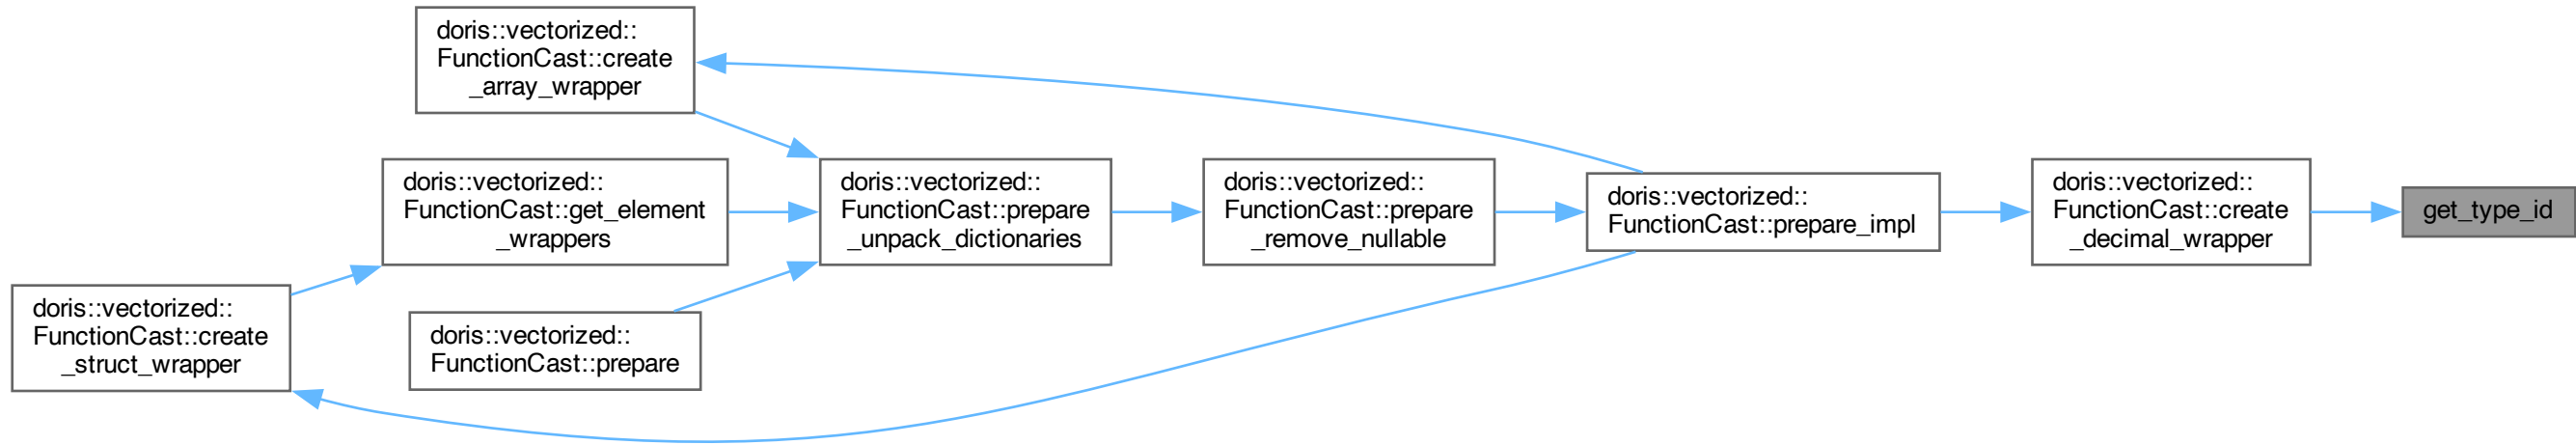 doris::vectorized::
FunctionCast::create
_array_wrapper
doris::vectorized::
FunctionCast::get_element
_wrappers
doris::vectorized::
FunctionCast::prepare
_unpack_dictionaries
doris::vectorized::
FunctionCast::prepare
_remove_nullable
doris::vectorized::
FunctionCast::prepare_impl
doris::vectorized::
FunctionCast::create
_decimal_wrapper
get_type_id
doris::vectorized::
FunctionCast::create
_struct_wrapper
doris::vectorized::
FunctionCast::prepare